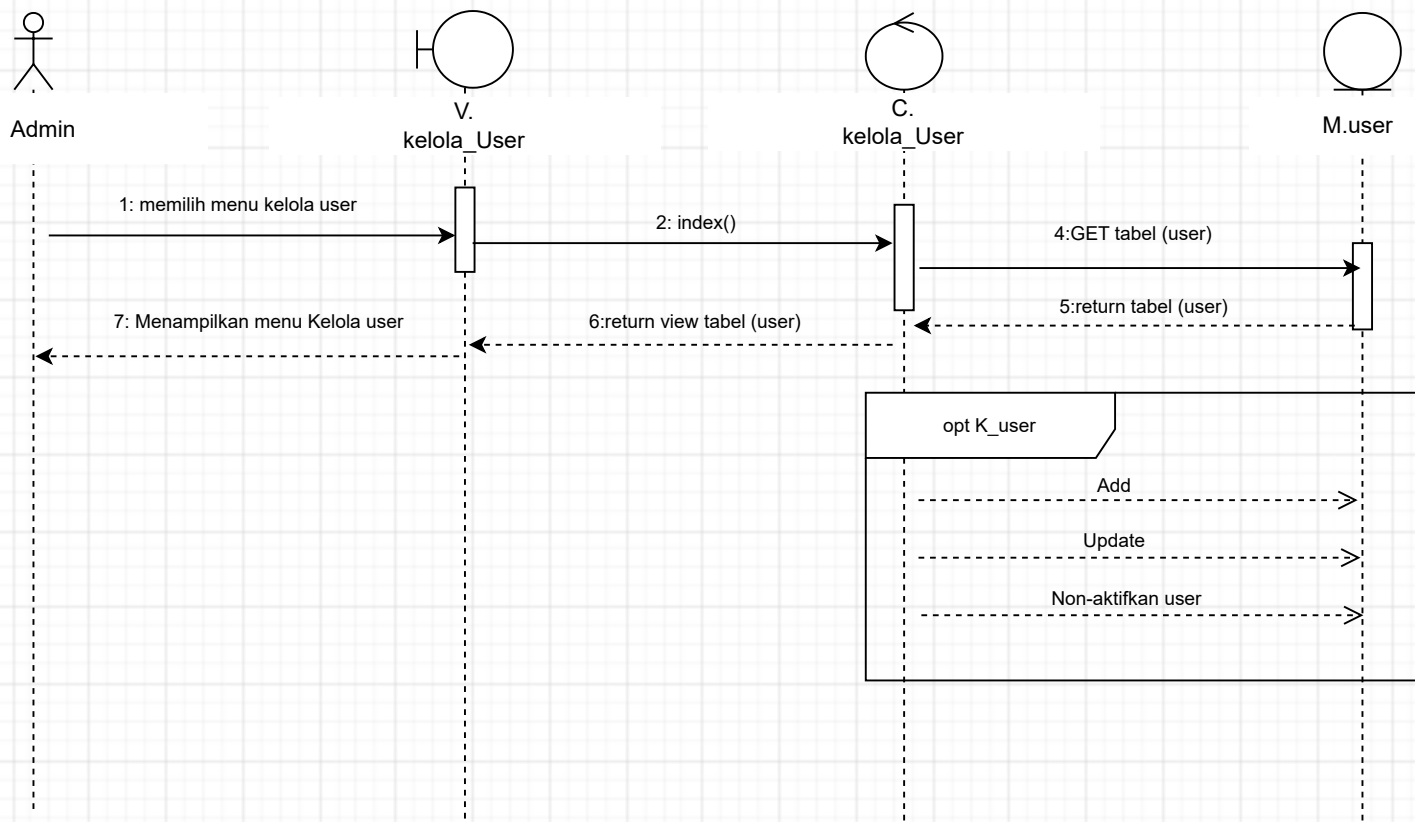 Admin
V.
kelola_User
C.
kelola_User
M.user
1: memilih menu kelola user
2: index()
4:GET tabel (user)
5:return tabel (user)
6:return view tabel (user)
7: Menampilkan menu Kelola user
opt K_user
Add
Update
Non-aktifkan user